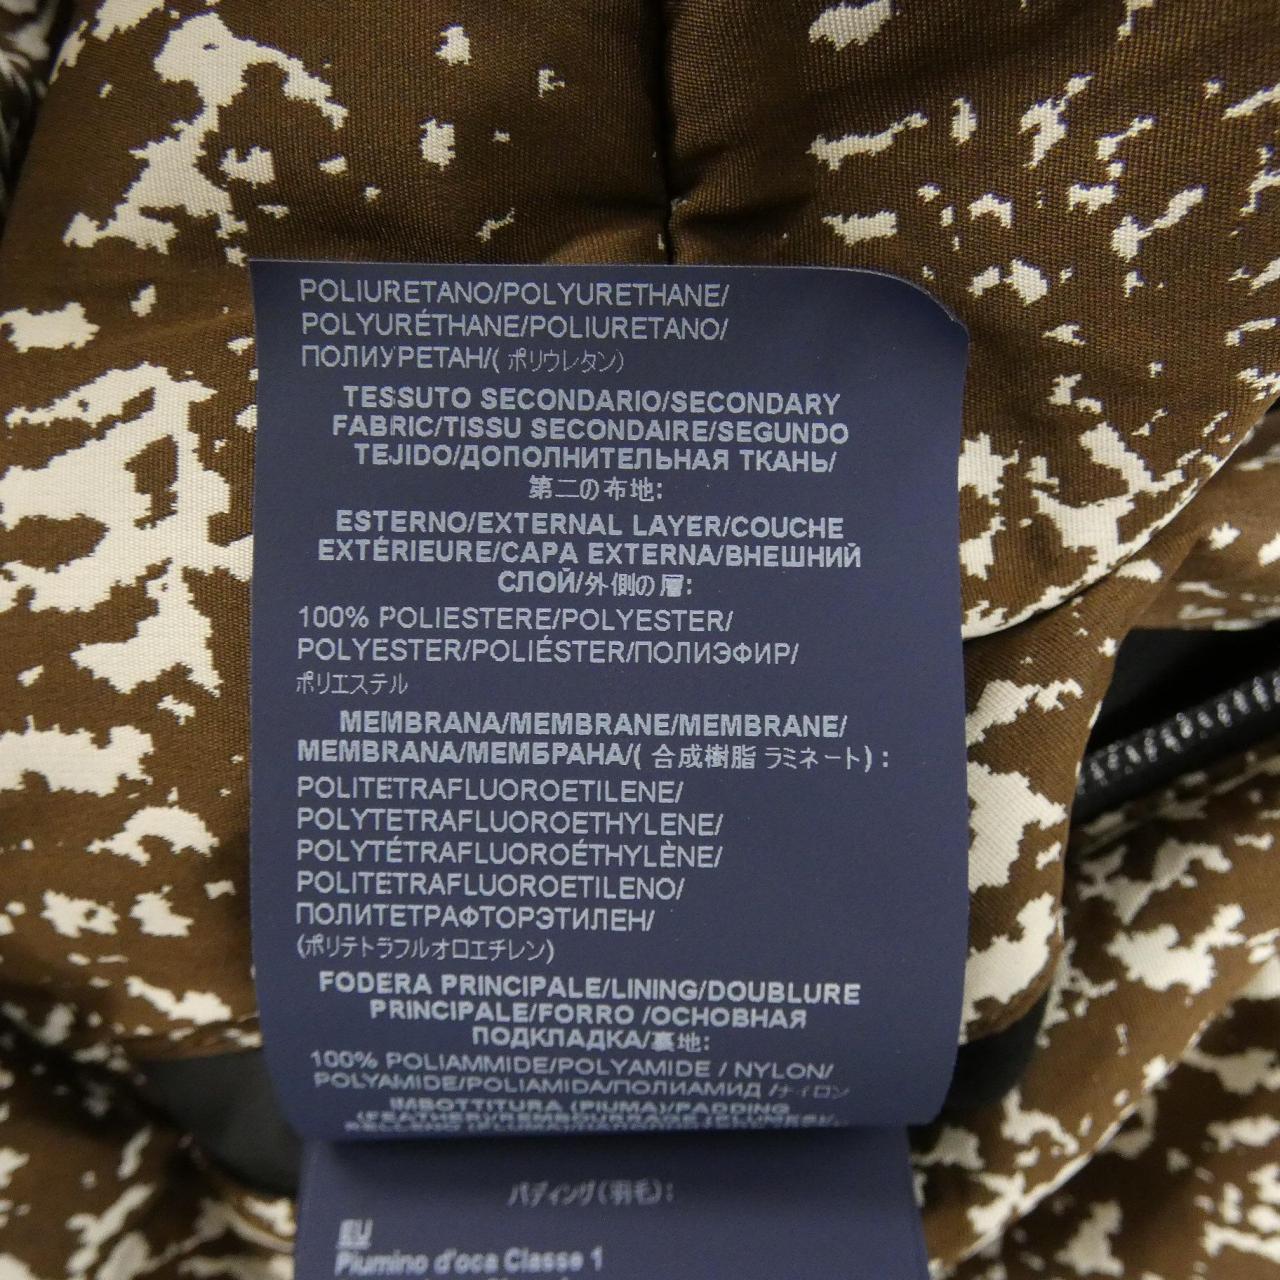 POLIURETANO/POLYURETHANE/
POLYURÉTHANE/POLIURETANO/
ПОЛИУРЕТАН/( ポリウレタン)
TESSUTO SECONDARIO/SECONDARY
FABRIC/TISSU SECONDAIRE/SEGUNDO
TEJIDO/ДОПОЛНИТЕЛЬНАЯ ТКАНЬ/
第二の布地:
ESTERNO/EXTERNAL LAYER/COUCHE
EXTÉRIEURE/CAPA EXTERNA/ВНЕШНИЙ
СЛОЙ/外側の層:
100% POLIESTERE/POLYESTER/
POLYESTER/POLIÉSTER/ПОЛИЭФИР/
ポリエステル
MEMBRANA/MEMBRANE/MEMBRANE/
MEMBRANA/МЕМБРАНА/( 合成樹脂 ラミネート) :
POLITETRAFLUOROETILENE/
POLYTETRAFLUOROETHYLENE/
POLYTÉTRAFLUOROÉTHYLÈNE/
POLITETRAFLUOROETILENO/
ПОЛИТЕТРАФТОРЭТИЛЕН/
(ポリテトラフルオロエチレン)
FODERA PRINCIPALE/LINING/DOUBLURE
PRINCIPALE/FORRO /ОСНОВНАЯ
ПОДКЛАДКА/裏地:
100% POLIAMMIDE/POLYAMIDE / NYLON/
POLYAMIDE/POLIAMIDA/ПОЛИАМИД /ナイロン
IMBOTTITURA (PIUMA)/PADDING
パディング(羽毛):
EU
Piumino d'oca Classe 1